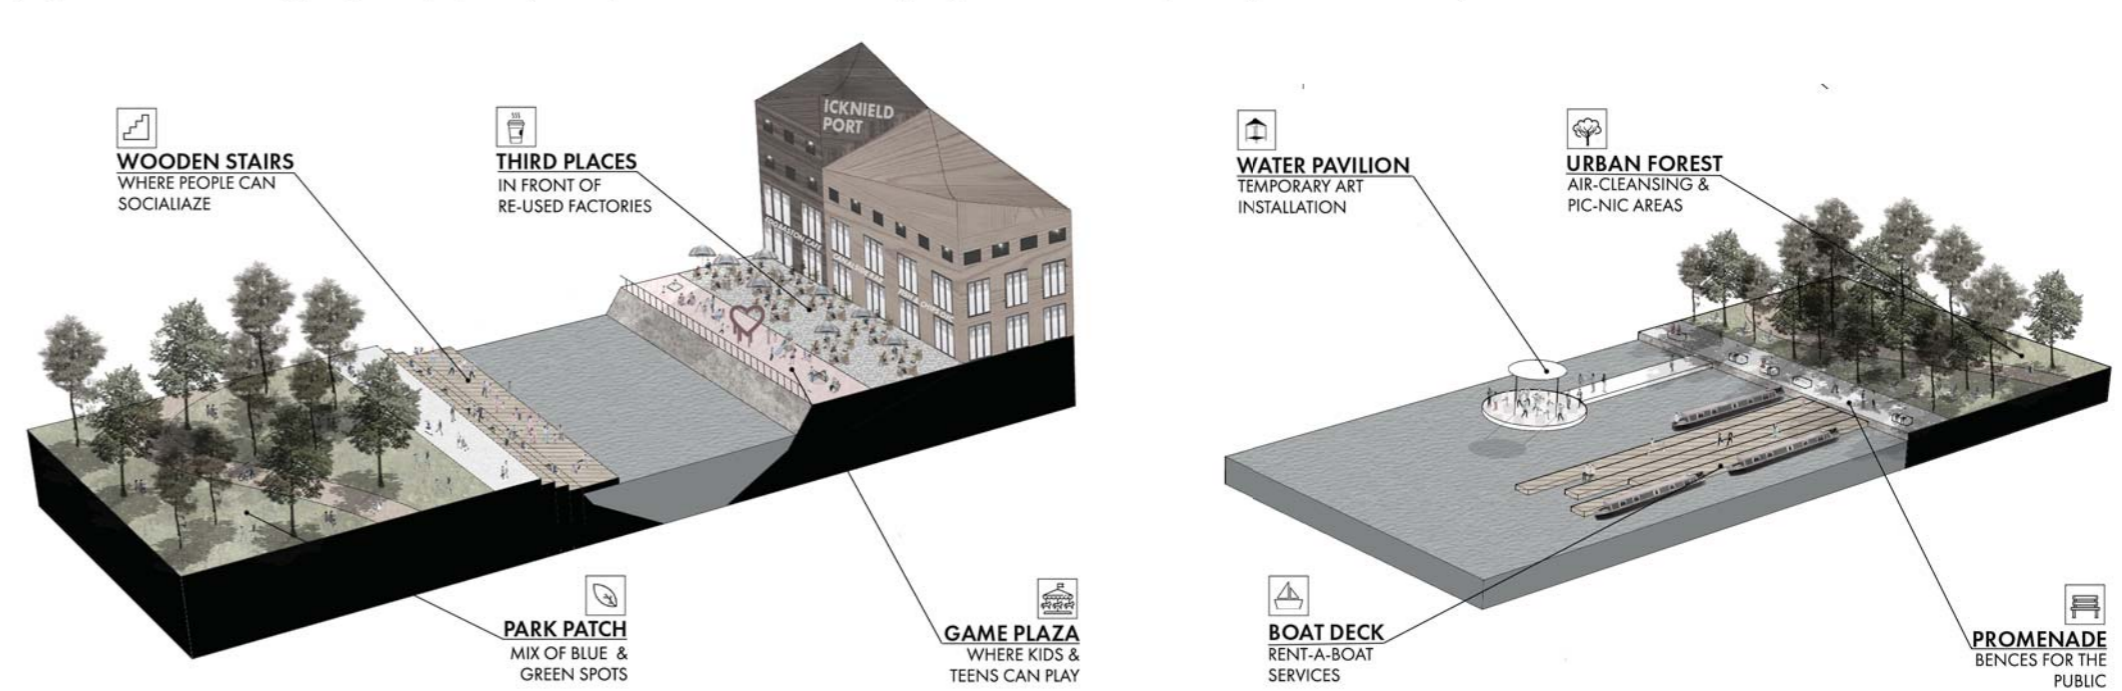 WOODEN STAIRS
WHERE PEOPLE CAN
SOCIALIAZE
THIRD PLACES
IN FRONT OF
RE-USED FACTORIES
ICKNIELD
PORT
EDGBASTON CAFE
PARK PATCH
MIX OF BLUE &
GREEN SPOTS
GAME PLAZA
WHERE KIDS &
TEENS CAN PLAY
WATER PAVILION
TEMPORARY ART
INSTALLATION
URBAN FOREST
AIR-CLEANSING &
PIC-NIC AREAS
BOAT DECK
RENT-A-BOAT
SERVICES
PROMENADE
BENCES FOR THE
PUBLIC